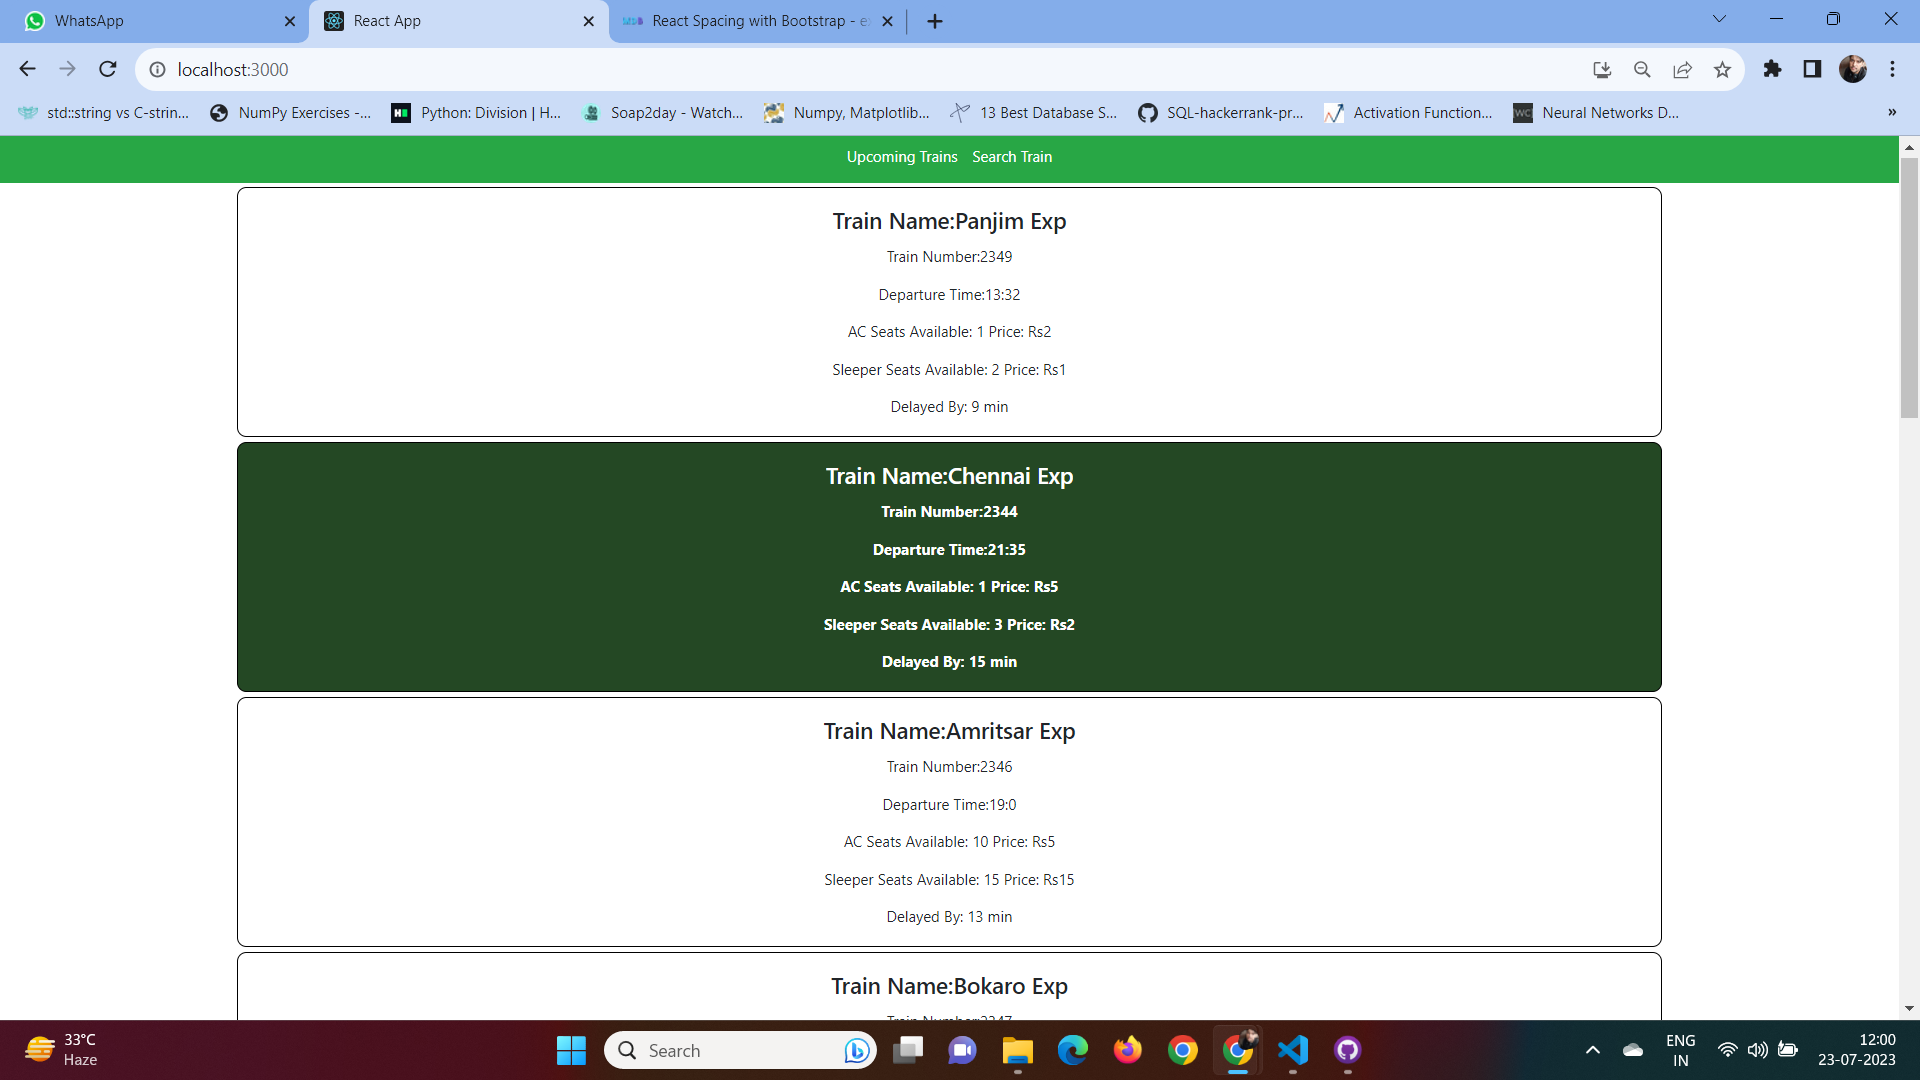 WhatsApp
React App
React Spacing with Bootstrap - ex
localhost:3000
std::string vs C-strin...
NumPy Exercises -...
Python: Division | H...
Soap2day - Watch...
Numpy, Matplotlib...
13 Best Database S...
SQL-hackerrank-pr...
Activation Function...
Neural Networks D...
»
Upcoming Trains Search Train
Train Name:Panjim Exp
Train Number:2349
Departure Time:13:32
AC Seats Available: 1 Price: Rs2
Sleeper Seats Available: 2 Price: Rs1
Delayed By: 9 min
Train Name:Chennai Exp
Train Number:2344
Departure Time:21:35
AC Seats Available: 1 Price: Rs5
Sleeper Seats Available: 3 Price: Rs2
Delayed By: 15 min
Train Name:Amritsar Exp
Train Number:2346
Departure Time:19:0
AC Seats Available: 10 Price: Rs5
Sleeper Seats Available: 15 Price: Rs15
Delayed By: 13 min
Train Name:Bokaro Exp
Train Number:2347
33°C
Haze
Search
ENG
IN
12:00
23-07-2023